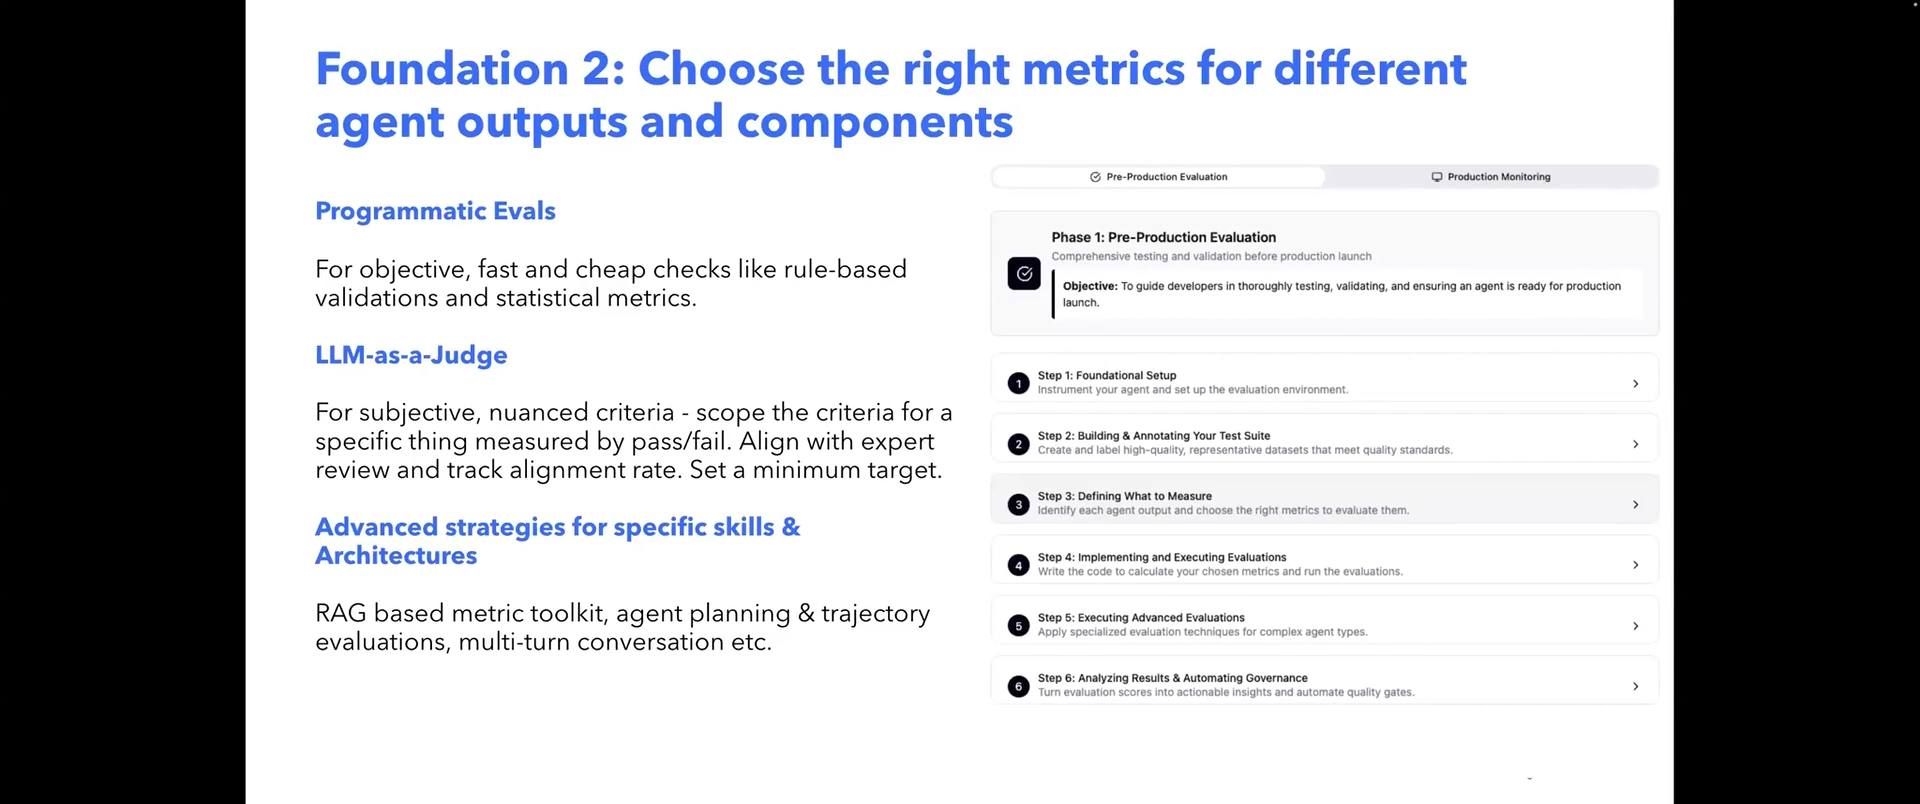 Foundation 2: Choose the right metrics for different
agent outputs and components
Programmatic Evals
For objective, fast and cheap checks like rule-based
validations and statistical metrics.
LLM-as-a-Judge
For subjective, nuanced criteria - scope the criteria for a
specific thing measured by pass/fail. Align with expert
review and track alignment rate. Set a minimum target.
Advanced strategies for specific skills &
Architectures
RAG based metric toolkit, agent planning & trajectory
evaluations, multi-turn conversation etc.
Pre-Production Evaluation
Production Monitoring
Phase 1: Pre-Production Evaluation
Comprehensive testing and validation before production launch
Objective: To guide developers in thoroughly testing, validating, and ensuring an agent is ready for production
launch.
1
Step 1: Foundational Setup
Instrument your agent and set up the evaluation environment.
2
Step 2: Building & Annotating Your Test Suite
Create and label high-quality, representative datasets that meet quality standards.
3
Step 3: Defining What to Measure
Identify each agent output and choose the right metrics to evaluate them.
4
Step 4: Implementing and Executing Evaluations
Write the code to calculate your chosen metrics and run the evaluations.
5
Step 5: Executing Advanced Evaluations
Apply specialized evaluation techniques for complex agent types.
6
Step 6: Analyzing Results & Automating Governance
Turn evaluation scores into actionable insights and automate quality gates.